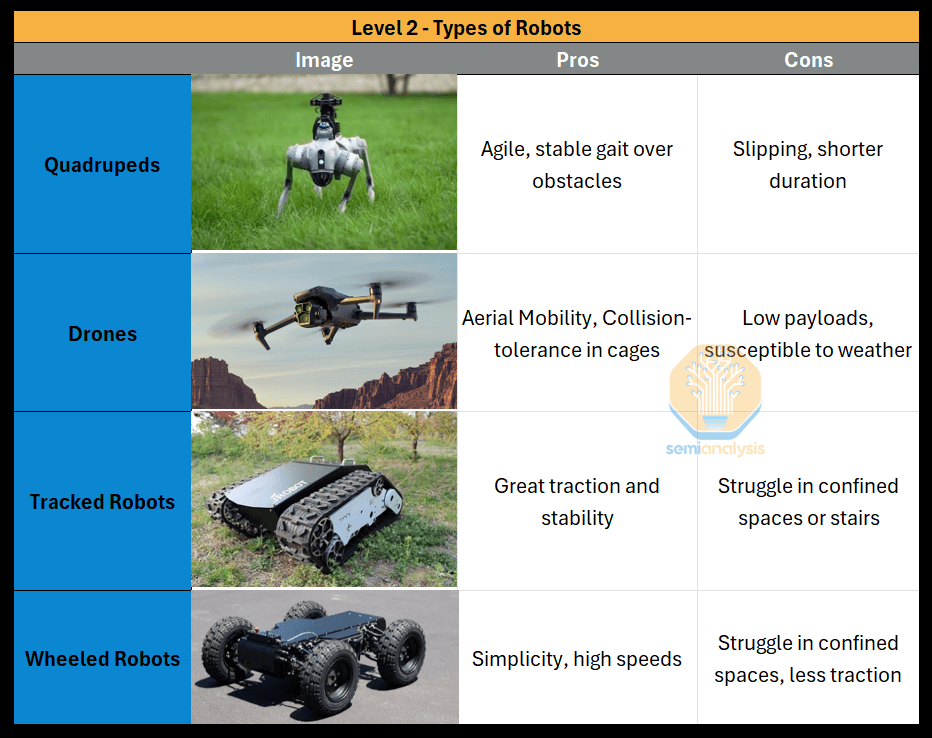 Level 2 - Types of Robots
Image
Pros
Cons
Quadrupeds
Agile, stable gait over
obstacles
Slipping, shorter
duration
Drones
Aerial Mobility, Collision-
tolerance in cages
Low payloads,
susceptible to weather
semianalysis
Tracked Robots
Great traction and
stability
Struggle in confined
spaces or stairs
Wheeled Robots
Simplicity, high speeds
Struggle in confined
spaces, less traction